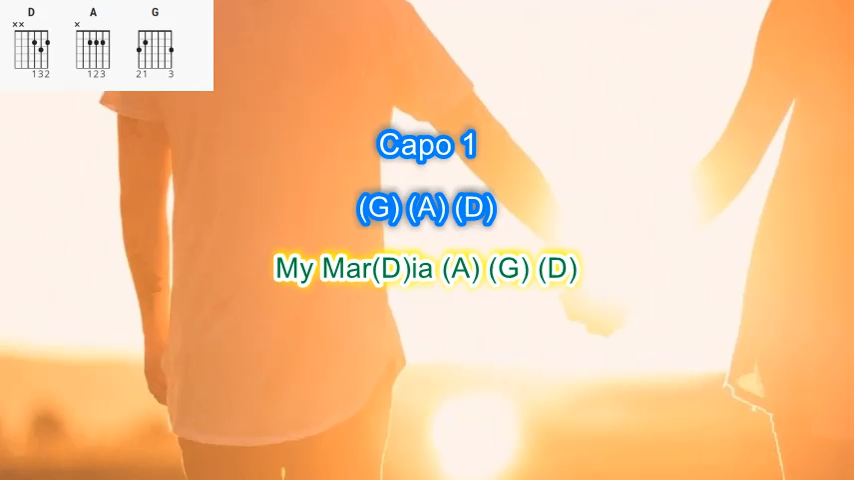 D A G
×× ×
132 123 21 3
Capo 1
(G) (A) (D)
My Mar(D)ia (A) (G) (D)